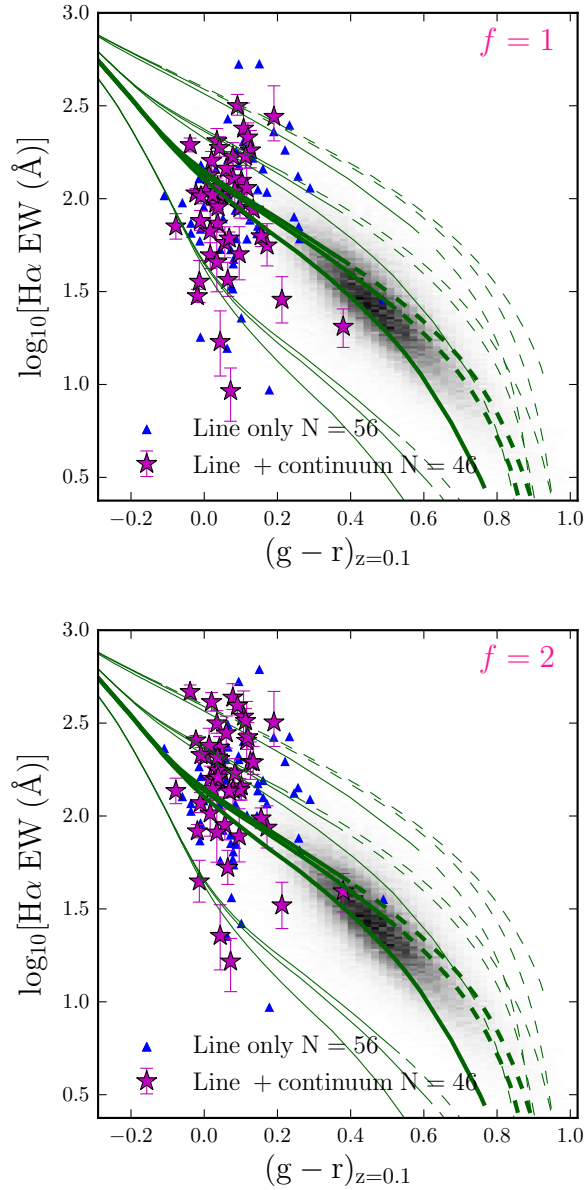 f = 1
3.0
2.5
2.0
1.5
1.0
0.5
log₁₀[Hα EW (Å)]
Line only N = 56
Line + continuum N = 46
−0.2 0.0 0.2 0.4 0.6 0.8 1.0
(g − r)z=0.1
f = 2
3.0
2.5
2.0
1.5
1.0
0.5
log₁₀[Hα EW (Å)]
Line only N = 56
Line + continuum N = 46
−0.2 0.0 0.2 0.4 0.6 0.8 1.0
(g − r)z=0.1